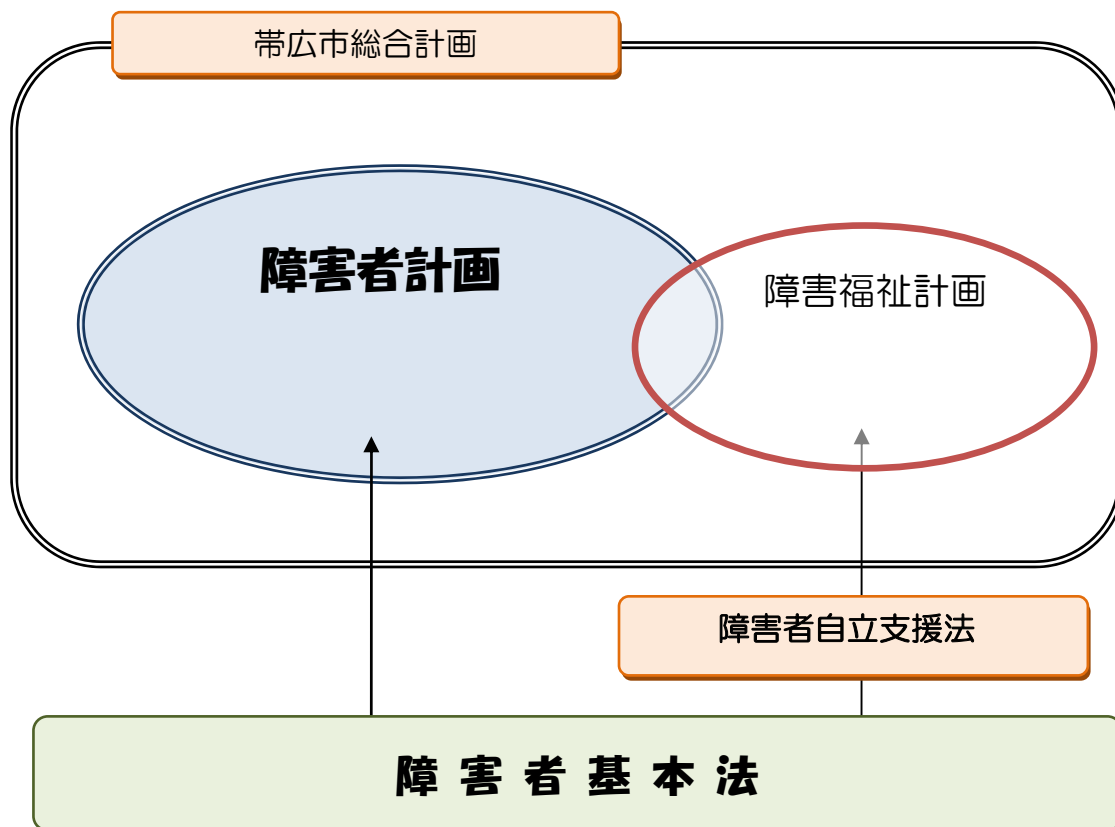 帯広市総合計画
障害者計画
障害福祉計画
障害者自立支援法
障害者基本法